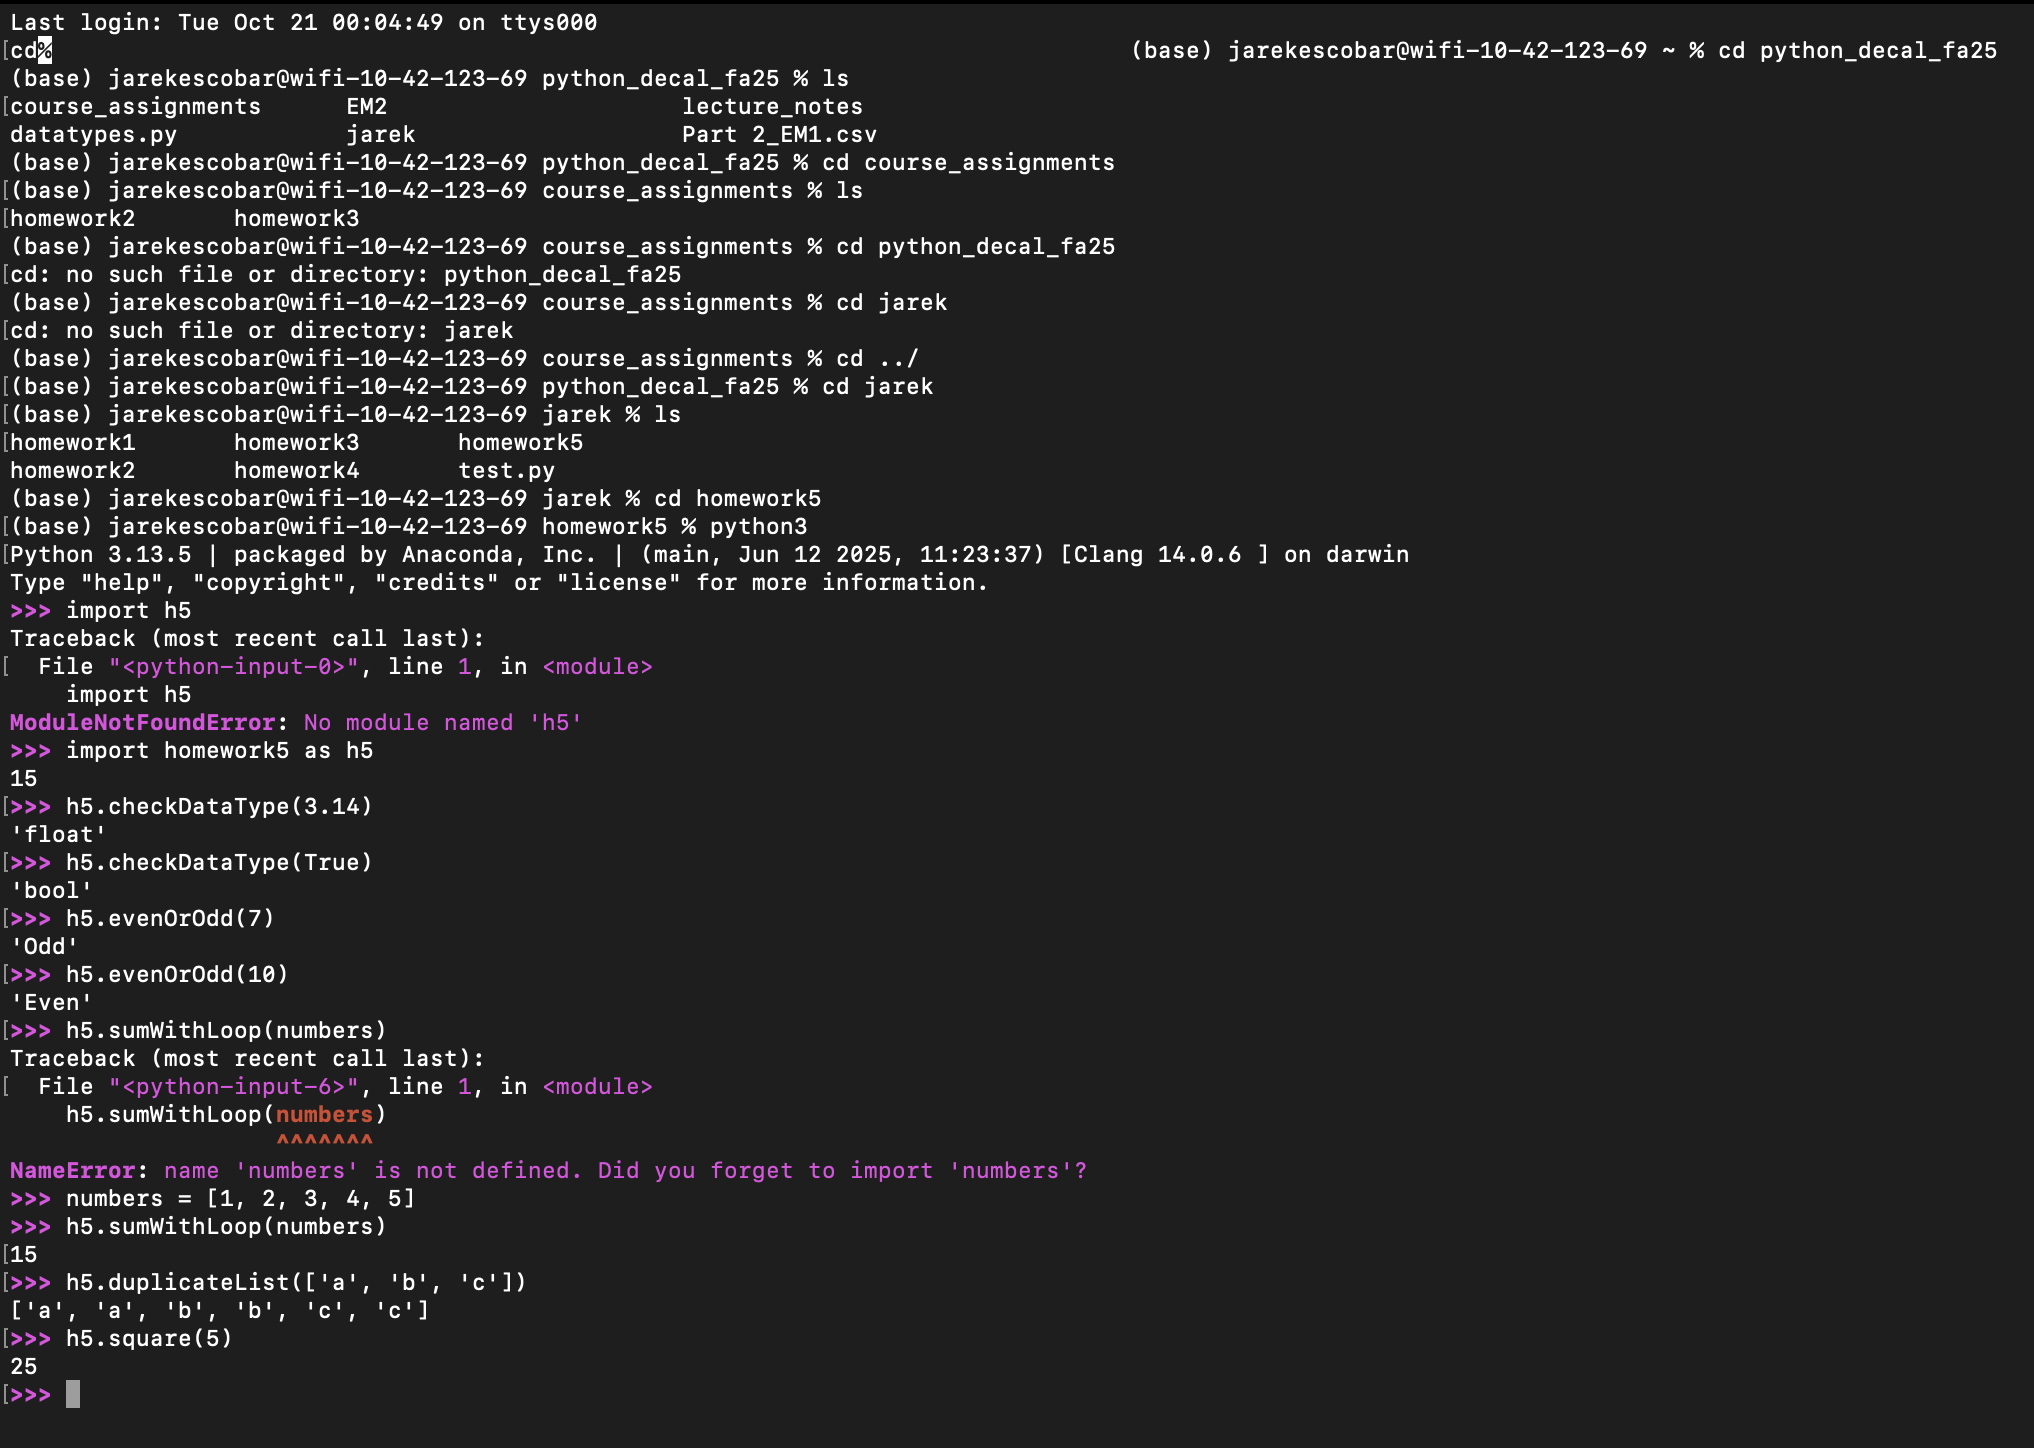 Last login: Tue Oct 21 00:04:49 on ttys000
[cd% (base) jarekescobar@wifi-10-42-123-69 ~ % cd python_decal_fa25
(base) jarekescobar@wifi-10-42-123-69 python_decal_fa25 % ls
[course_assignments EM2 lecture_notes
datatypes.py jarek Part 2_EM1.csv
(base) jarekescobar@wifi-10-42-123-69 python_decal_fa25 % cd course_assignments
[(base) jarekescobar@wifi-10-42-123-69 course_assignments % ls
[homework2 homework3
(base) jarekescobar@wifi-10-42-123-69 course_assignments % cd python_decal_fa25
[cd: no such file or directory: python_decal_fa25
(base) jarekescobar@wifi-10-42-123-69 course_assignments % cd jarek
[cd: no such file or directory: jarek
(base) jarekescobar@wifi-10-42-123-69 course_assignments % cd ../
[(base) jarekescobar@wifi-10-42-123-69 python_decal_fa25 % cd jarek
[(base) jarekescobar@wifi-10-42-123-69 jarek % ls
[homework1 homework3 homework5
homework2 homework4 test.py
(base) jarekescobar@wifi-10-42-123-69 jarek % cd homework5
[(base) jarekescobar@wifi-10-42-123-69 homework5 % python3
[Python 3.13.5 | packaged by Anaconda, Inc. | (main, Jun 12 2025, 11:23:37) [Clang 14.0.6 ] on darwin
Type "help", "copyright", "credits" or "license" for more information.
>>> import h5
Traceback (most recent call last):
[  File "<python-input-0>", line 1, in <module>
    import h5
ModuleNotFoundError: No module named 'h5'
>>> import homework5 as h5
15
[>>> h5.checkDataType(3.14)
'float'
[>>> h5.checkDataType(True)
'bool'
[>>> h5.evenOrOdd(7)
'Odd'
[>>> h5.evenOrOdd(10)
'Even'
[>>> h5.sumWithLoop(numbers)
Traceback (most recent call last):
[  File "<python-input-6>", line 1, in <module>
    h5.sumWithLoop(numbers)
                   ^^^^^^^
NameError: name 'numbers' is not defined. Did you forget to import 'numbers'?
>>> numbers = [1, 2, 3, 4, 5]
>>> h5.sumWithLoop(numbers)
[15
[>>> h5.duplicateList(['a', 'b', 'c'])
['a', 'a', 'b', 'b', 'c', 'c']
[>>> h5.square(5)
25
[>>>